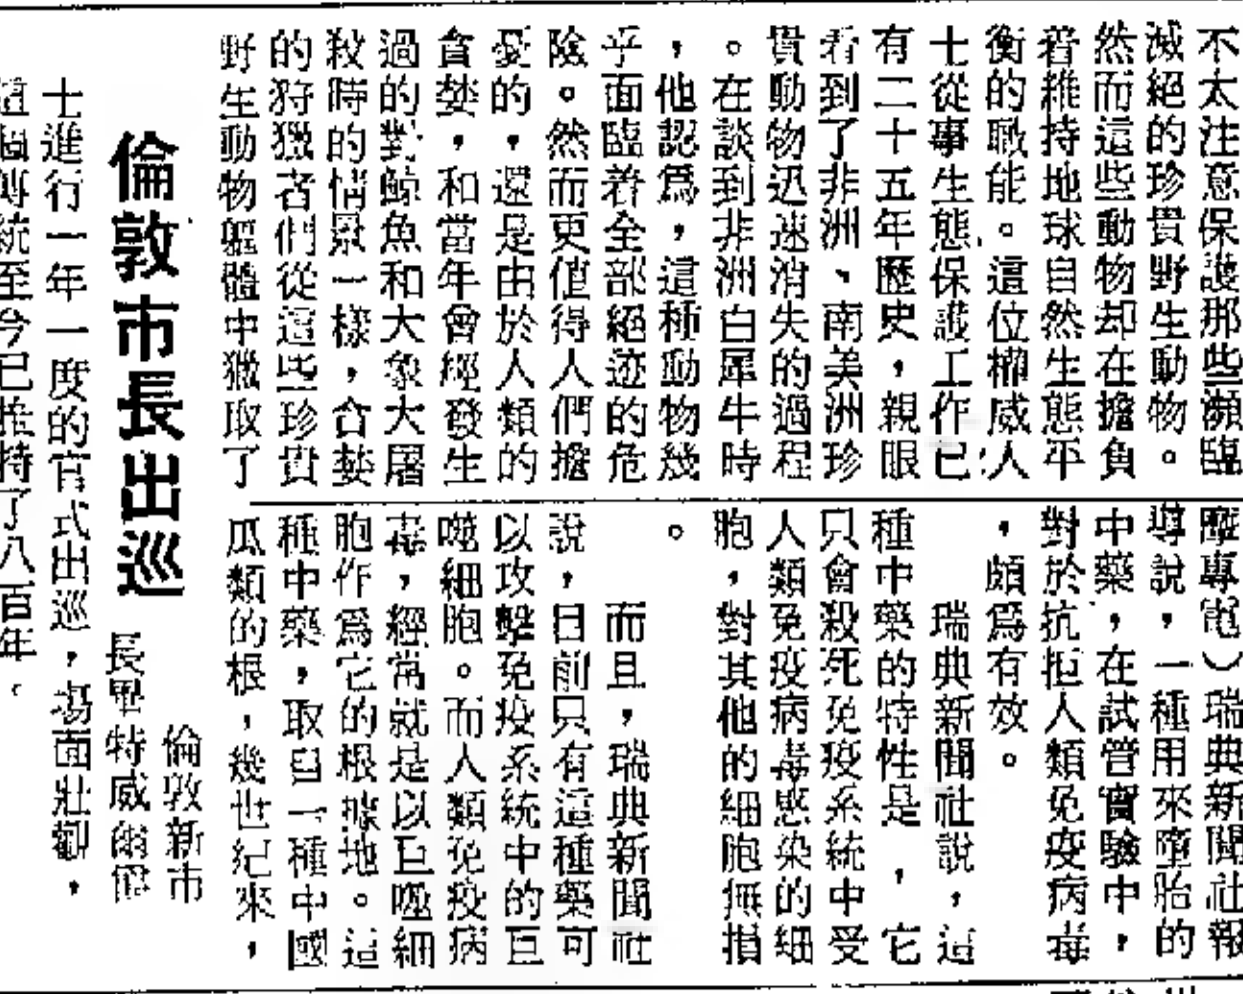 不太注意保護那些瀕臨
滅絕的珍貴野生動物。
然而這些動物却在擔負
着維持地球自然生態平
衡的職能。這位權威人
士從事生態保護工作已
有二十五年歷史，親眼
看到了非洲、南美洲珍
貴動物迅速消失的過程
。在談到非洲白犀牛時
，他認爲，這種動物幾
乎面臨着全部絕迹的危
險。然而更值得人們擔
憂的，還是由於人類的
貪婪，和當年曾經發生
過的對鯨魚和大象大屠
殺時的情景一樣，貪婪
的狩獵者們從這些珍貴
野生動物軀體中獵取了
專電）瑞典新聞社報
導說，一種用來墮胎的
中藥，在試管實驗中，
對於抗拒人類免疫病毒
，頗爲有效。
瑞典新聞社說，這
種中藥的特性是，它
只會殺死免疫系統中受
人類免疫病毒感染的細
胞，對其他的細胞無損
。
而且，瑞典新聞社
說，目前只有這種藥可
以攻擊免疫系統中的巨
噬細胞。而人類免疫病
毒，經常就是以巨噬細
胞作爲它的根據地。這
種中藥，取自一種中國
瓜類的根，幾世紀來，
倫敦市長出巡
倫敦新市
長畢特威爾爵
士進行一年一度的官式出巡，場面壯觀，
這個傳統至今已維持了八百年。